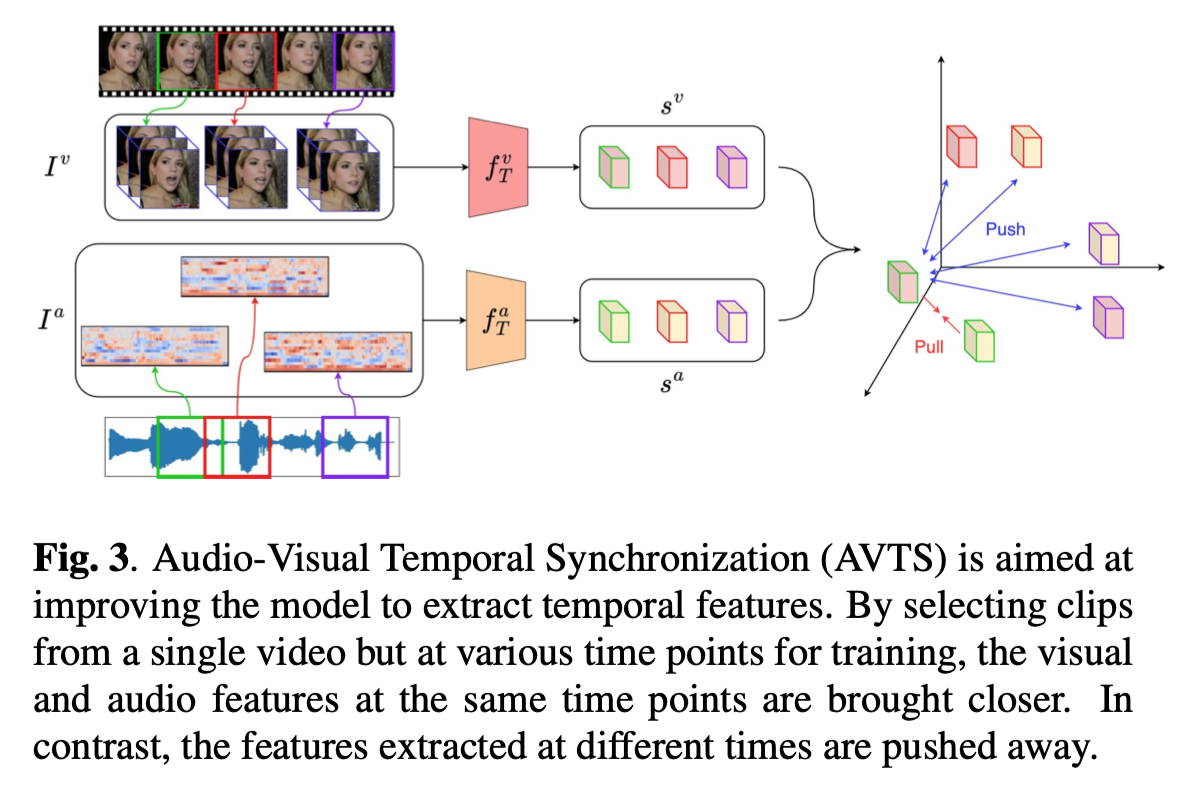 I^v
f_T^v
s^v
Push
I^a
f_T^a
s^a
Pull
Fig. 3. Audio-Visual Temporal Synchronization (AVTS) is aimed at
improving the model to extract temporal features. By selecting clips
from a single video but at various time points for training, the visual
and audio features at the same time points are brought closer. In
contrast, the features extracted at different times are pushed away.